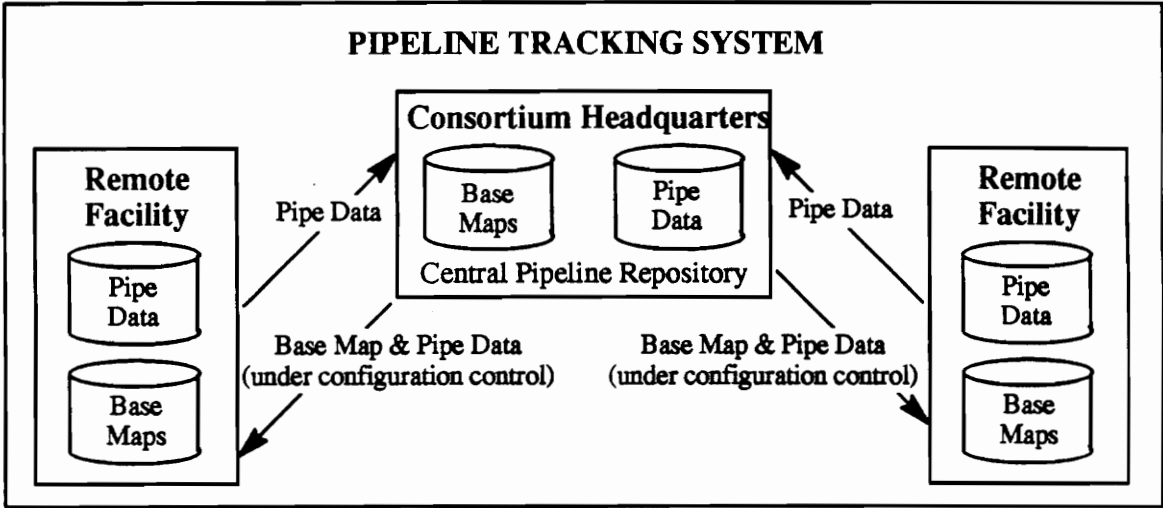 PIPELINE TRACKING SYSTEM
Consortium Headquarters
Base
Maps
Pipe
Data
Central Pipeline Repository
Remote
Facility
Pipe
Data
Base
Maps
Pipe Data
Base Map & Pipe Data
(under configuration control)
Pipe Data
Base Map & Pipe Data
(under configuration control)
Remote
Facility
Pipe
Data
Base
Maps